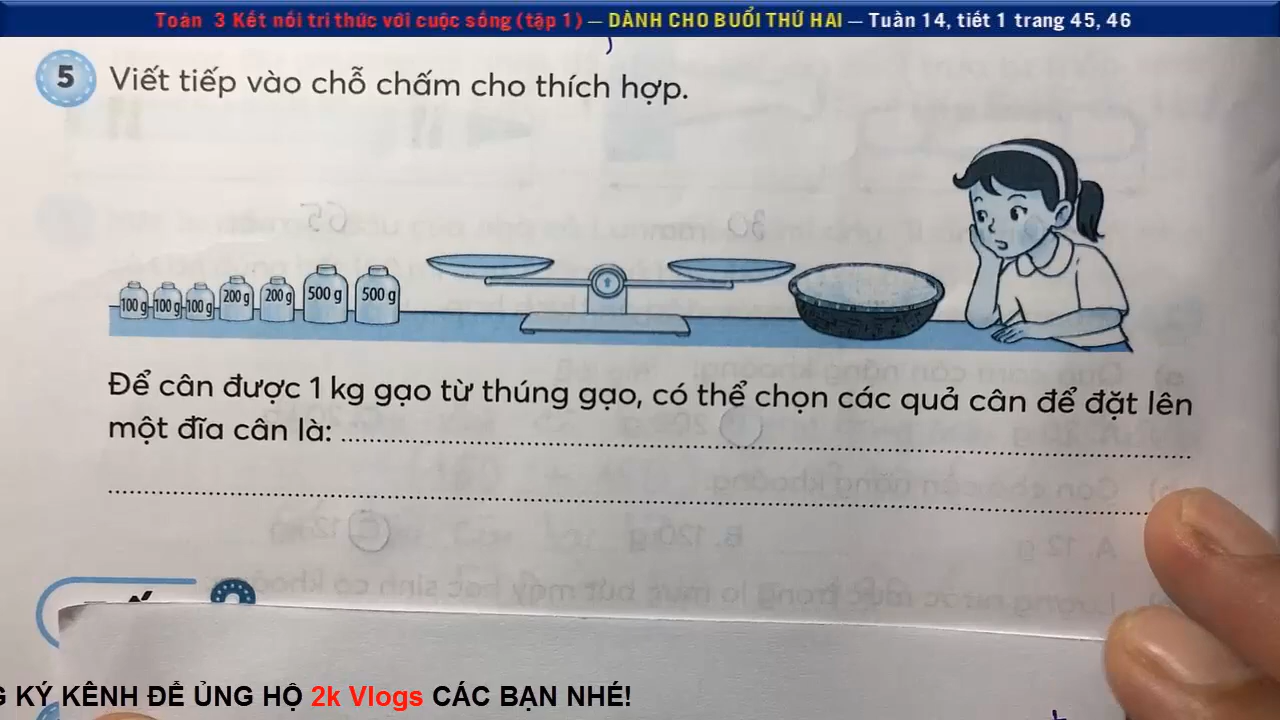 Toán 3 Kết nối tri thức với cuộc sống (tập 1) — DÀNH CHO BUỔI THỨ HAI — Tuần 14, tiết 1 trang 45, 46
5 Viết tiếp vào chỗ chấm cho thích hợp.
100 g 100 g 100 g 200 g 200 g 500 g 500 g
Để cân được 1 kg gạo từ thúng gạo, có thể chọn các quả cân để đặt lên
một đĩa cân là:
KÝ KÊNH ĐỂ ỦNG HỘ 2k Vlogs CÁC BẠN NHÉ!